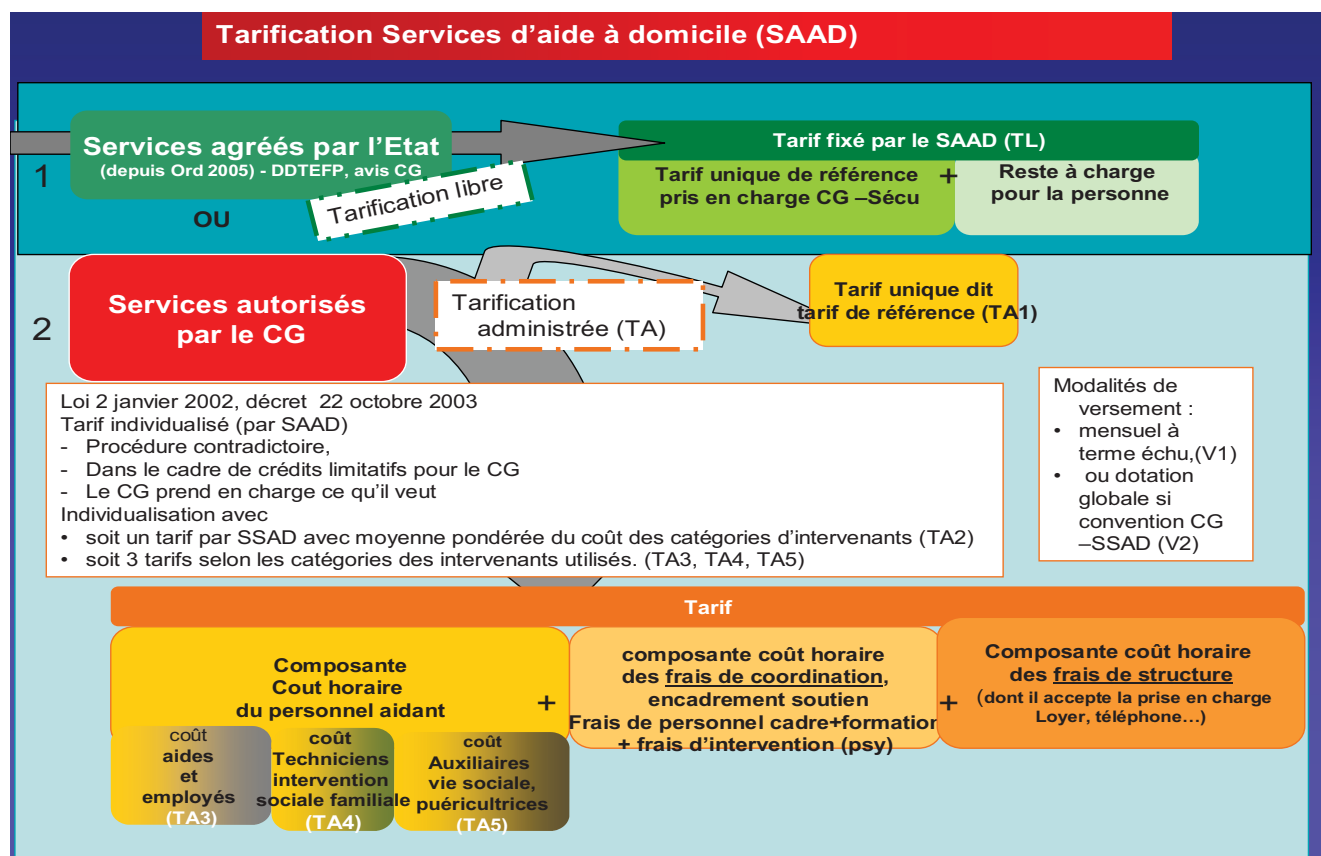 Tarification Services d'aide à domicile (SAAD)
1
Services agréés par l'Etat
(depuis Ord 2005) - DDTEFP, avis CG
OU
Tarification libre
Tarif fixé par le SAAD (TL)
Tarif unique de référence
pris en charge CG –Sécu
+
Reste à charge
pour la personne
2
Services autorisés
par le CG
Tarification
administrée (TA)
Tarif unique dit
tarif de référence (TA1)
Loi 2 janvier 2002, décret 22 octobre 2003
Tarif individualisé (par SAAD)
- Procédure contradictoire,
- Dans le cadre de crédits limitatifs pour le CG
- Le CG prend en charge ce qu'il veut
Individualisation avec
• soit un tarif par SSAD avec moyenne pondérée du coût des catégories d'intervenants (TA2)
• soit 3 tarifs selon les catégories des intervenants utilisés. (TA3, TA4, TA5)
Modalités de
versement :
• mensuel à
terme échu,(V1)
• ou dotation
globale si
convention CG
–SSAD (V2)
Tarif
Composante
Cout horaire
du personnel aidant
+
composante coût horaire
des frais de coordination,
encadrement soutien
Frais de personnel cadre+formation
+ frais d'intervention (psy)
+
Composante coût horaire
des frais de structure
(dont il accepte la prise en charge
Loyer, téléphone…)
coût
aides
et
employés
(TA3)
coût
Techniciens
intervention
sociale familiale
(TA4)
coût
Auxiliaires
vie sociale,
puéricultrices
(TA5)